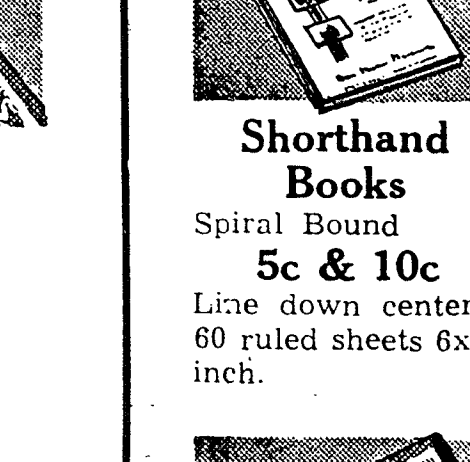 Shorthand
Books
Spiral Bound
5c & 10c
Line down center
60 ruled sheets 6x
inch.